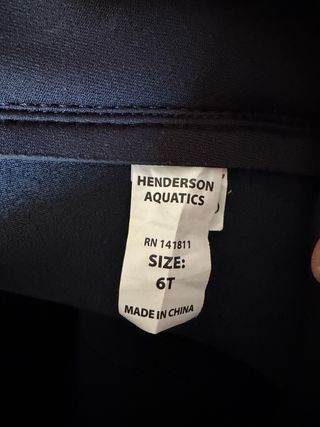 HENDERSON
AQUATICS
RN 141811
SIZE:
6T
MADE IN CHINA